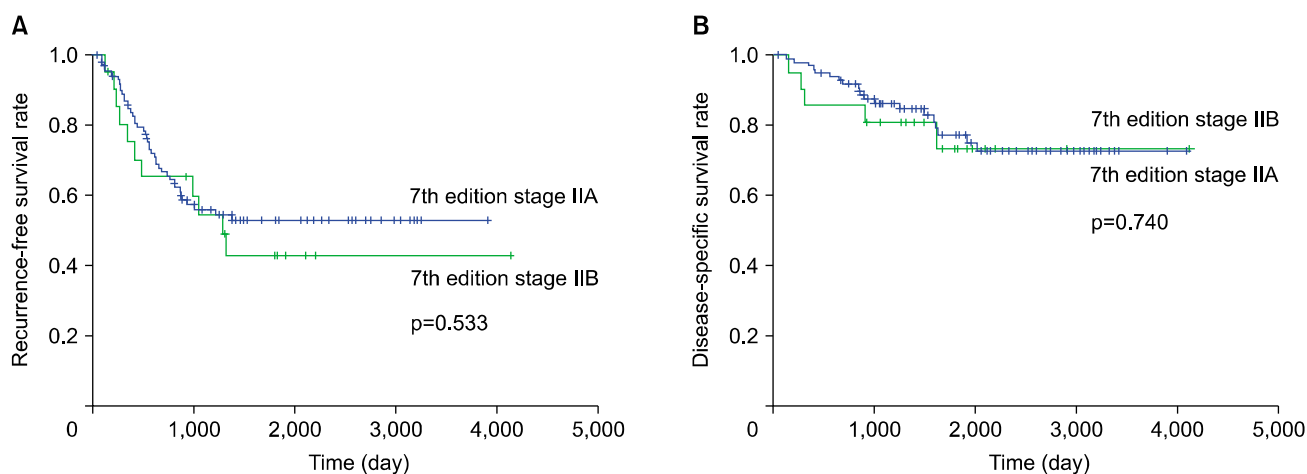 A
Recurrence-free survival rate
1.0
0.8
0.6
0.4
0.2
0
1,000
2,000
3,000
4,000
5,000
Time (day)
7th edition stage IIA
7th edition stage IIB
p=0.533
B
Disease-specific survival rate
1.0
0.8
0.6
0.4
0.2
0
1,000
2,000
3,000
4,000
5,000
Time (day)
7th edition stage IIB
7th edition stage IIA
p=0.740